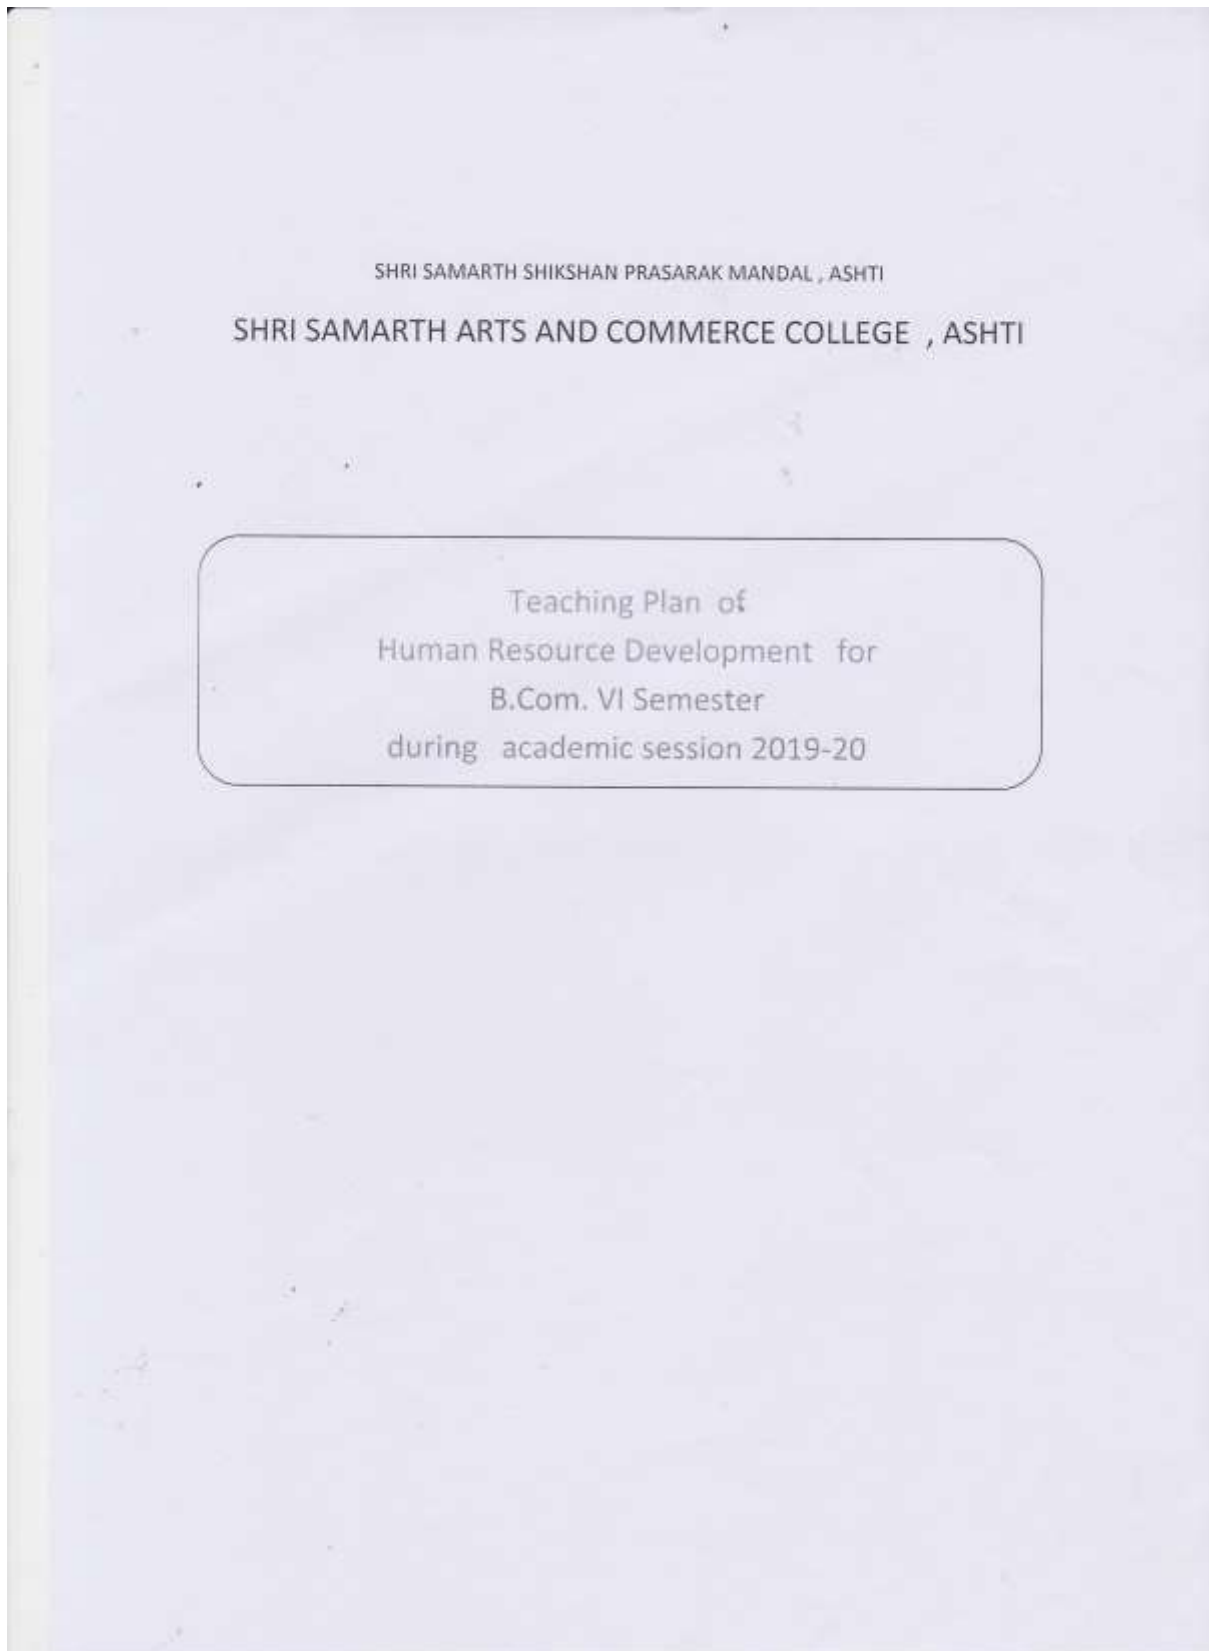 SHRI SAMARTH SHIKSHAN PRASARAK MANDAL , ASHTI
SHRI SAMARTH ARTS AND COMMERCE COLLEGE , ASHTI
Teaching Plan of
Human Resource Development for
B.Com. VI Semester
during academic session 2019-20